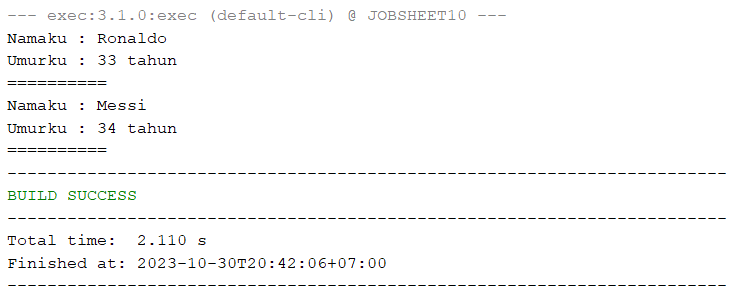 --- exec:3.1.0:exec (default-cli) @ JOBSHEET10 ---
Namaku : Ronaldo
Umurku : 33 tahun
==========
Namaku : Messi
Umurku : 34 tahun
==========
------------------------------------------------------------------------
BUILD SUCCESS
------------------------------------------------------------------------
Total time:  2.110 s
Finished at: 2023-10-30T20:42:06+07:00
------------------------------------------------------------------------